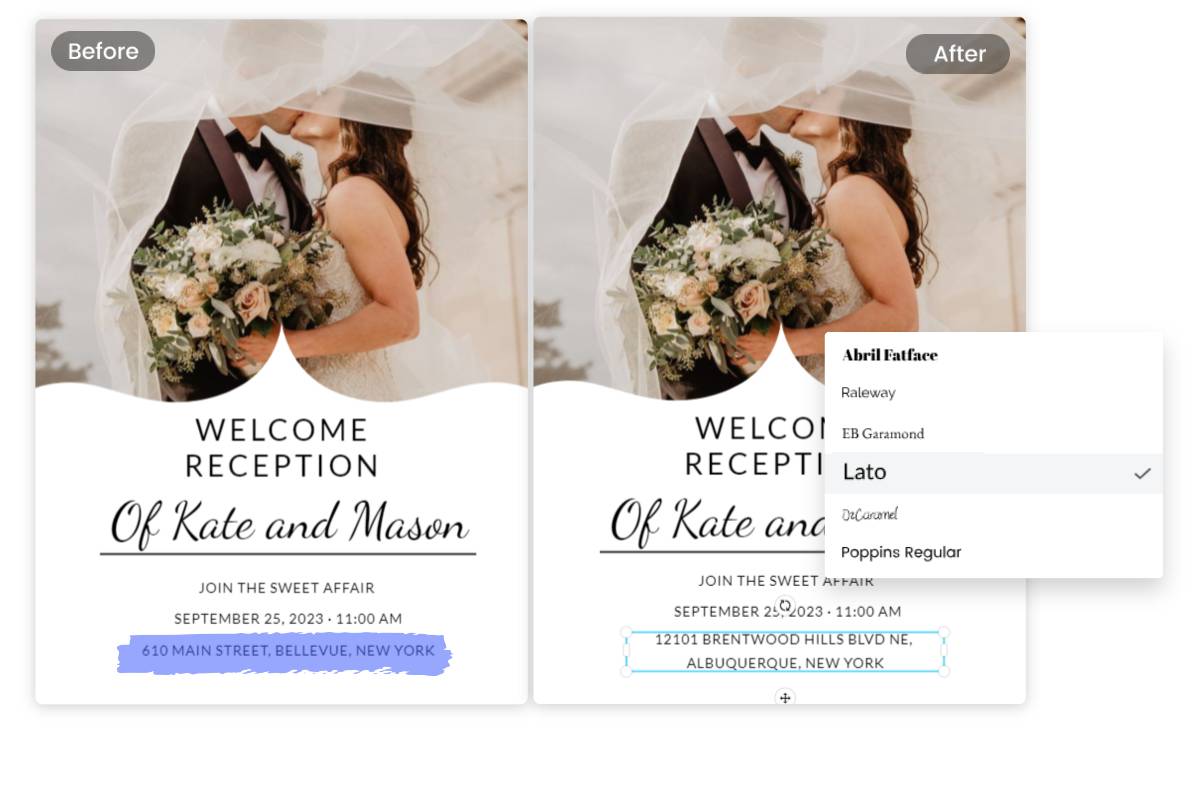 Before
WELCOME
RECEPTION
Of Kate and Mason
JOIN THE SWEET AFFAIR
SEPTEMBER 25, 2023 • 11:00 AM
610 MAIN STREET, BELLEVUE, NEW YORK
After
WELCO
RECEPTI
Of Kate and
JOIN THE SWEET AFFAIR
SEPTEMBER 25, 2023 • 11:00 AM
12101 BRENTWOOD HILLS BLVD NE,
ALBUQUERQUE, NEW YORK
Abril Fatface
Raleway
EB Garamond
Lato
DrCaramel
Poppins Regular